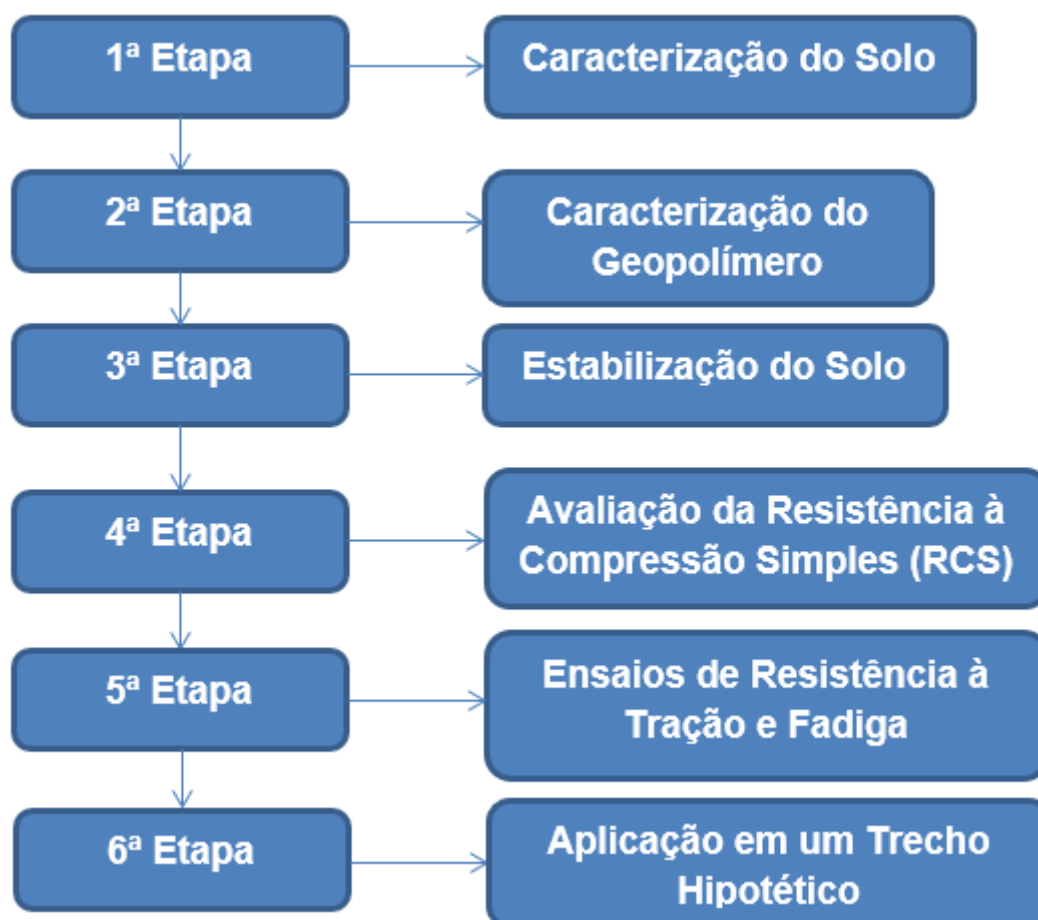 1ª Etapa
Caracterização do Solo
2ª Etapa
Caracterização do
Geopolímero
3ª Etapa
Estabilização do Solo
4ª Etapa
Avaliação da Resistência à
Compressão Simples (RCS)
5ª Etapa
Ensaios de Resistência à
Tração e Fadiga
6ª Etapa
Aplicação em um Trecho
Hipotético